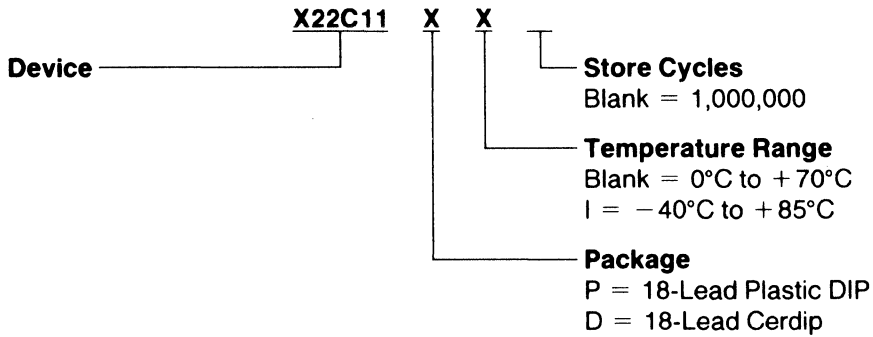 X22C11 X X
Device
Store Cycles
Blank = 1,000,000
Temperature Range
Blank = 0°C to +70°C
I = −40°C to +85°C
Package
P = 18-Lead Plastic DIP
D = 18-Lead Cerdip